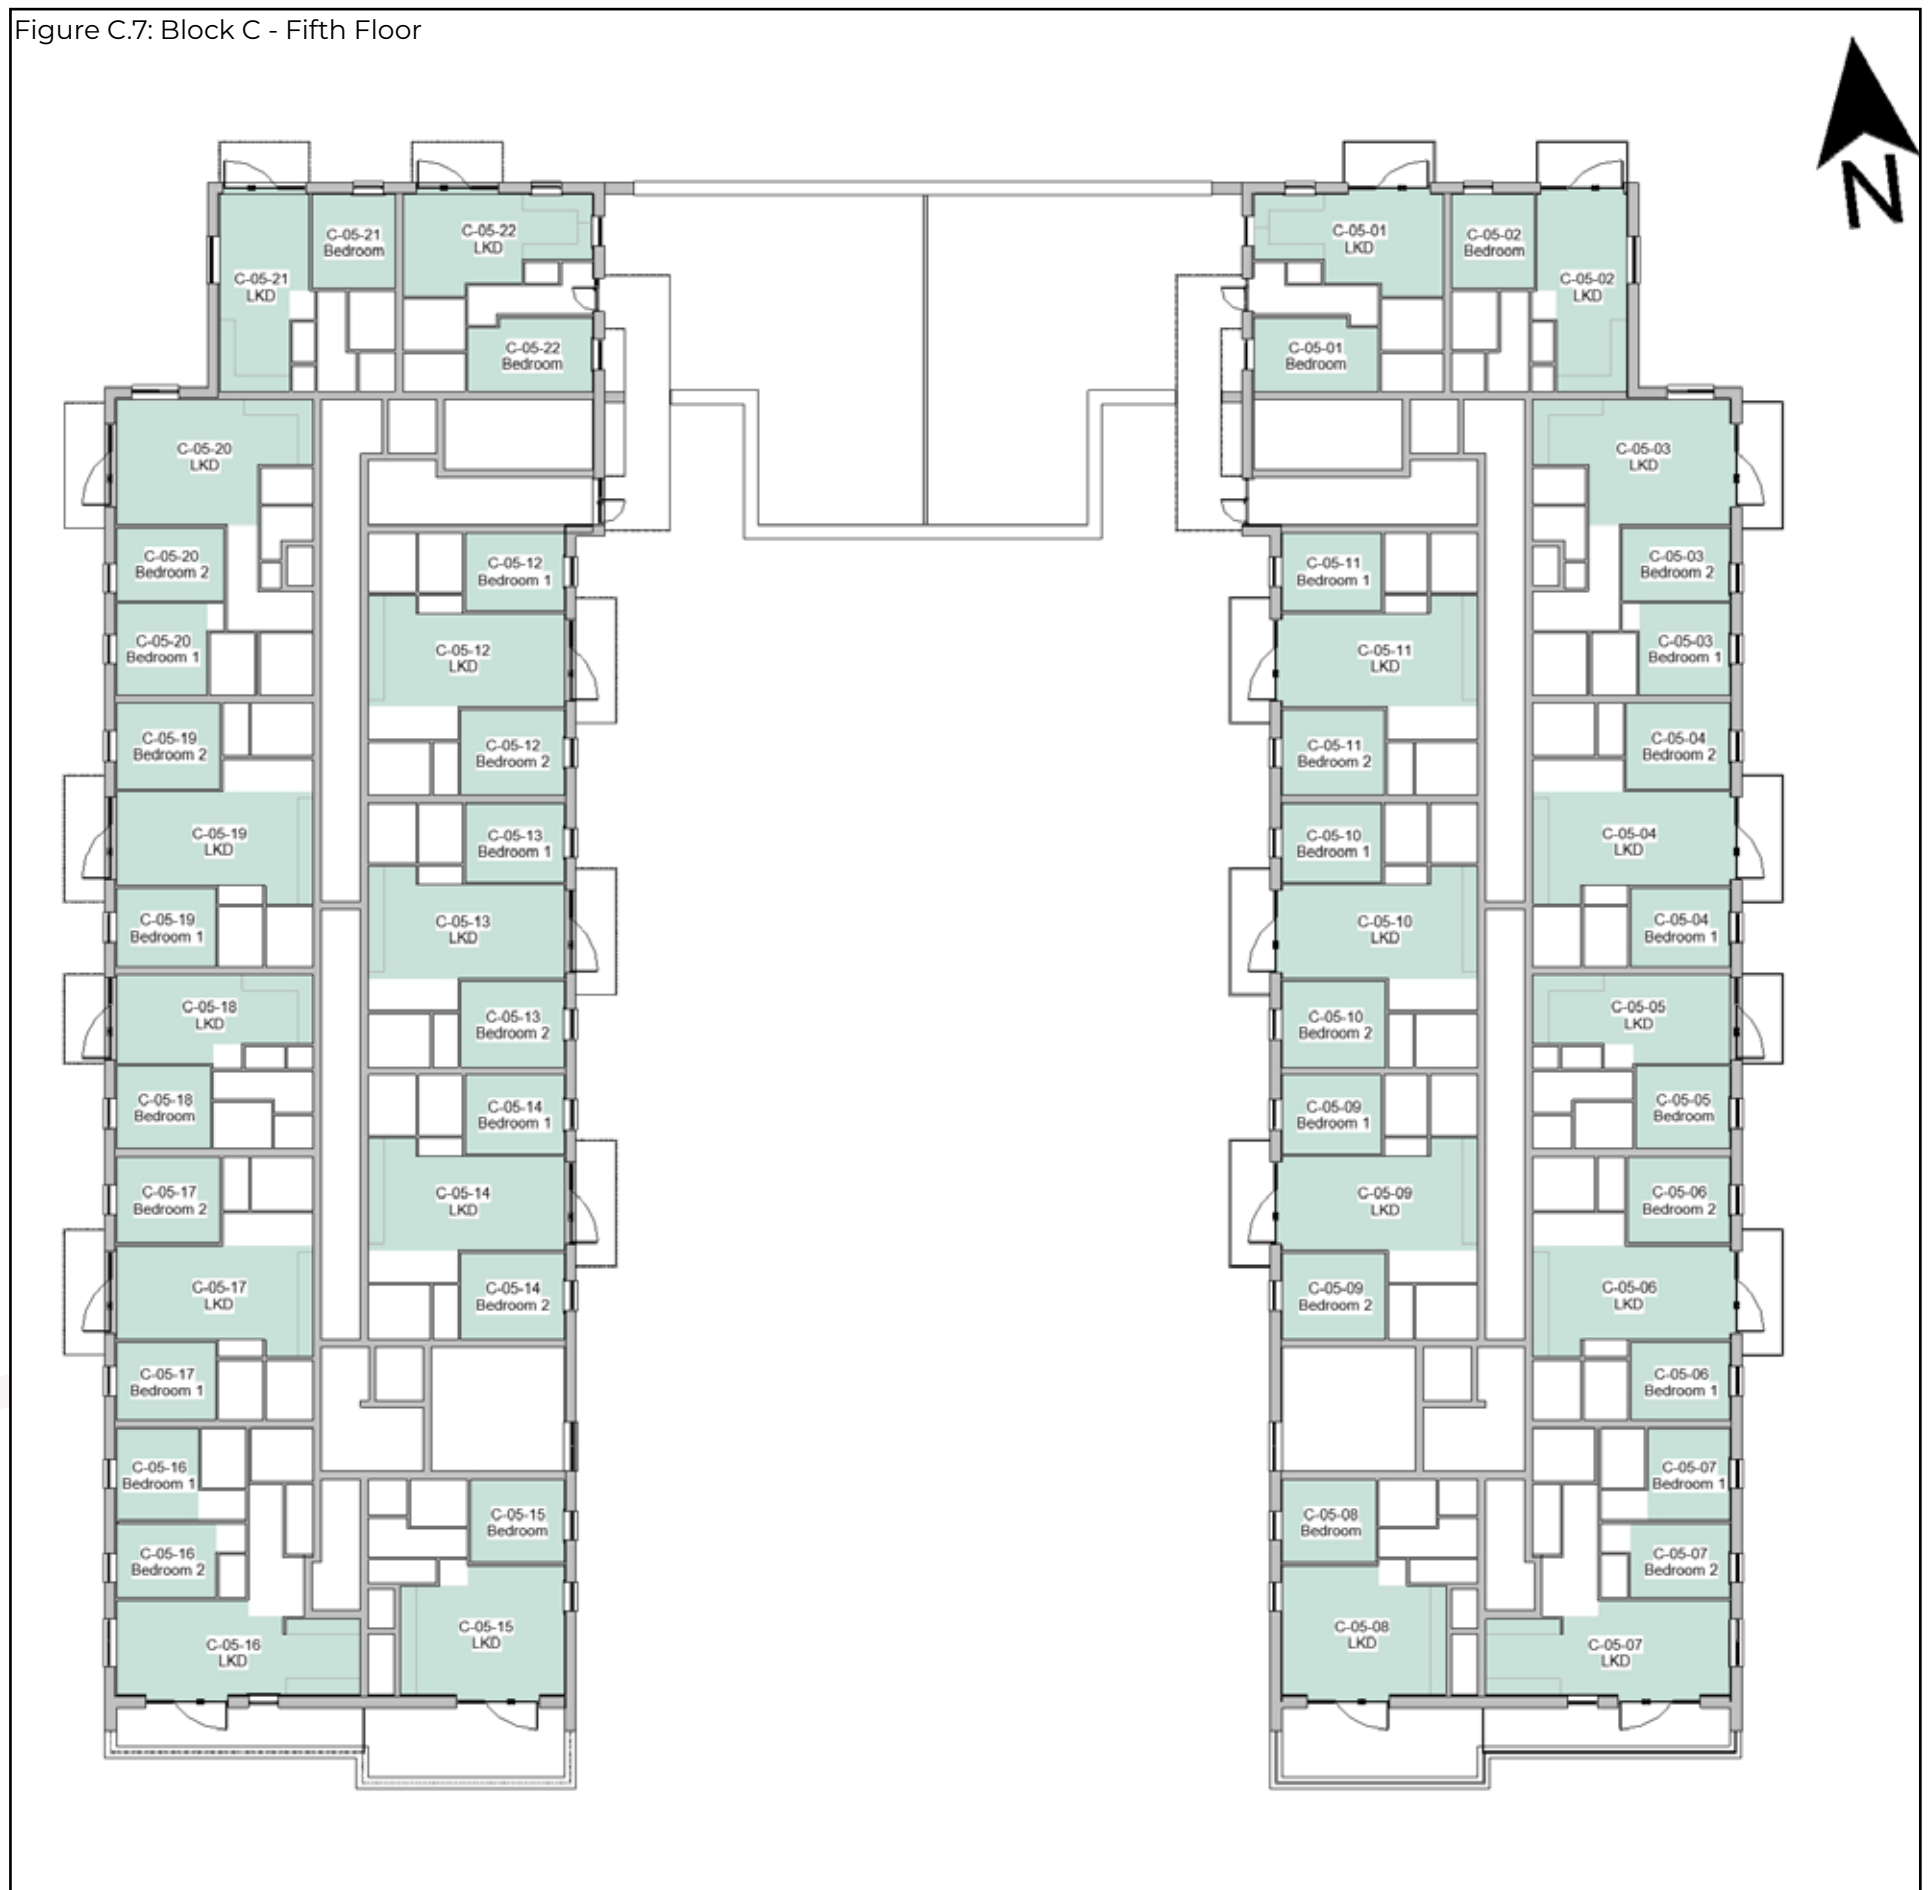 Figure C.7: Block C - Fifth Floor
N
C-05-21
LKD
C-05-21
Bedroom
C-05-22
LKD
C-05-22
Bedroom
C-05-01
LKD
C-05-01
Bedroom
C-05-02
Bedroom
C-05-02
LKD
C-05-20
LKD
C-05-20
Bedroom 2
C-05-20
Bedroom 1
C-05-19
Bedroom 2
C-05-19
LKD
C-05-19
Bedroom 1
C-05-18
LKD
C-05-18
Bedroom
C-05-17
Bedroom 2
C-05-17
LKD
C-05-17
Bedroom 1
C-05-16
Bedroom 1
C-05-16
Bedroom 2
C-05-16
LKD
C-05-12
Bedroom 1
C-05-12
LKD
C-05-12
Bedroom 2
C-05-13
Bedroom 1
C-05-13
LKD
C-05-13
Bedroom 2
C-05-14
Bedroom 1
C-05-14
LKD
C-05-14
Bedroom 2
C-05-15
Bedroom
C-05-15
LKD
C-05-11
Bedroom 1
C-05-11
LKD
C-05-11
Bedroom 2
C-05-10
Bedroom 1
C-05-10
LKD
C-05-10
Bedroom 2
C-05-09
Bedroom 1
C-05-09
LKD
C-05-09
Bedroom 2
C-05-08
Bedroom
C-05-08
LKD
C-05-03
LKD
C-05-03
Bedroom 2
C-05-03
Bedroom 1
C-05-04
Bedroom 2
C-05-04
LKD
C-05-04
Bedroom 1
C-05-05
LKD
C-05-05
Bedroom
C-05-06
Bedroom 2
C-05-06
LKD
C-05-06
Bedroom 1
C-05-07
Bedroom 1
C-05-07
Bedroom 2
C-05-07
LKD